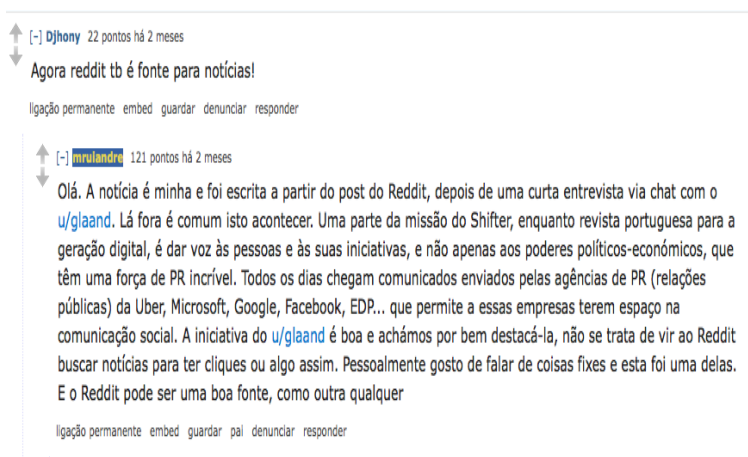 [–] Djhony 22 pontos há 2 meses
Agora reddit tb é fonte para notícias!
ligação permanente embed guardar denunciar responder
[–] mrulandre 121 pontos há 2 meses
Olá. A notícia é minha e foi escrita a partir do post do Reddit, depois de uma curta entrevista via chat com o
u/glaand. Lá fora é comum isto acontecer. Uma parte da missão do Shifter, enquanto revista portuguesa para a
geração digital, é dar voz às pessoas e às suas iniciativas, e não apenas aos poderes políticos-económicos, que
têm uma força de PR incrível. Todos os dias chegam comunicados enviados pelas agências de PR (relações
públicas) da Uber, Microsoft, Google, Facebook, EDP... que permite a essas empresas terem espaço na
comunicação social. A iniciativa do u/glaand é boa e achámos por bem destacá-la, não se trata de vir ao Reddit
buscar notícias para ter cliques ou algo assim. Pessoalmente gosto de falar de coisas fixes e esta foi uma delas.
E o Reddit pode ser uma boa fonte, como outra qualquer
ligação permanente embed guardar pai denunciar responder